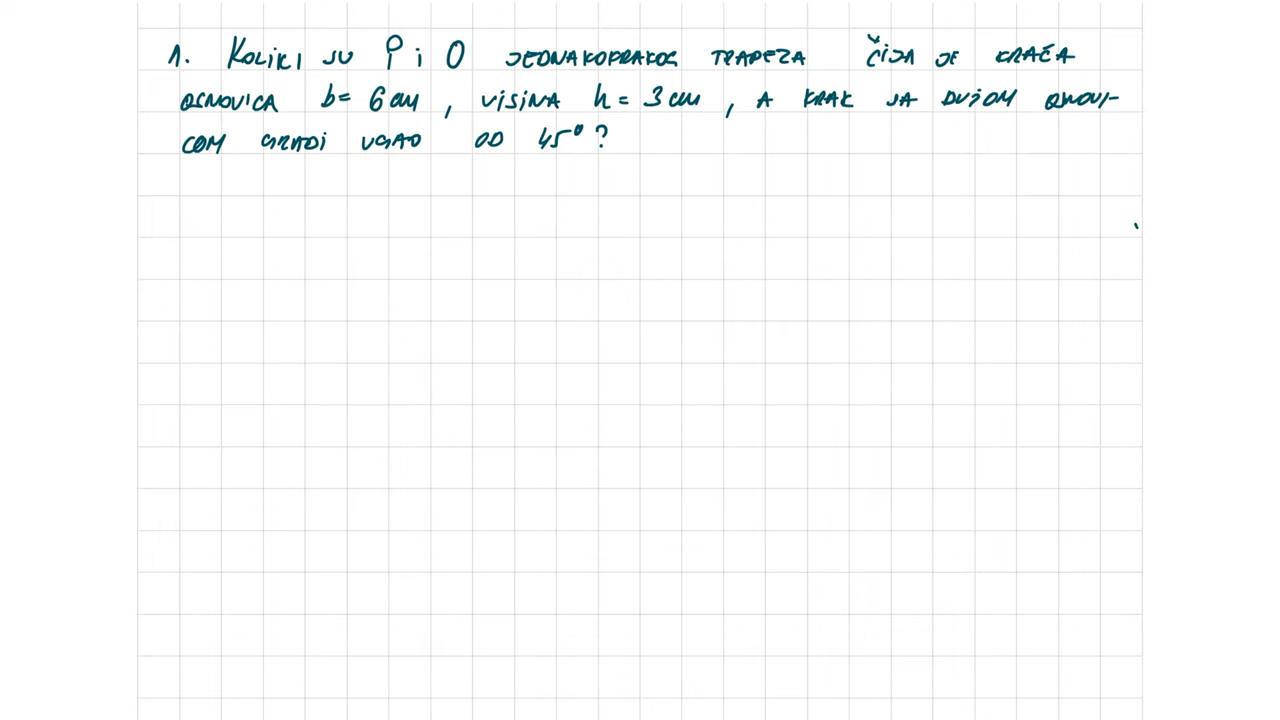 1. KOLIKI SU P i O JEDNAKOKRAKOG TRAPEZA ČIJA JE KRAĆA
OSNOVICA b = 6 cm , VISINA h = 3 cm , A KRAK SA DUŽOM OSNOVI-
COM GRADI UGAO OD 45° ?